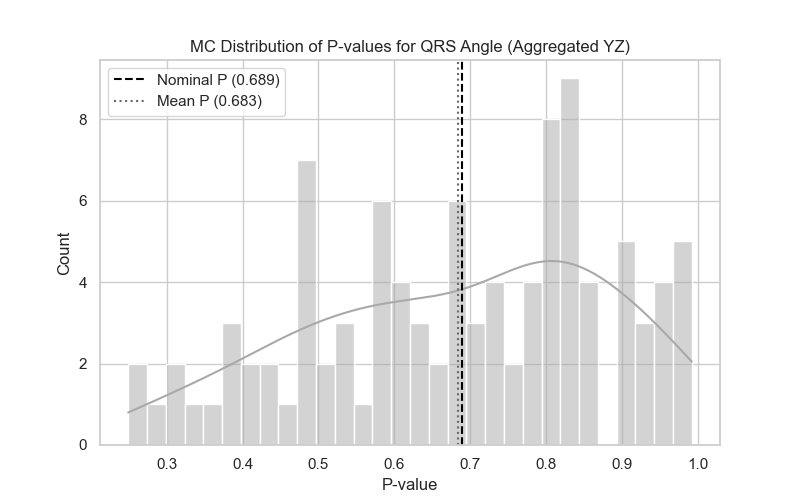 MC Distribution of P-values for QRS Angle (Aggregated YZ)
Nominal P (0.689)
Mean P (0.683)
Count
8
6
4
2
0
0.3 0.4 0.5 0.6 0.7 0.8 0.9 1.0
P-value